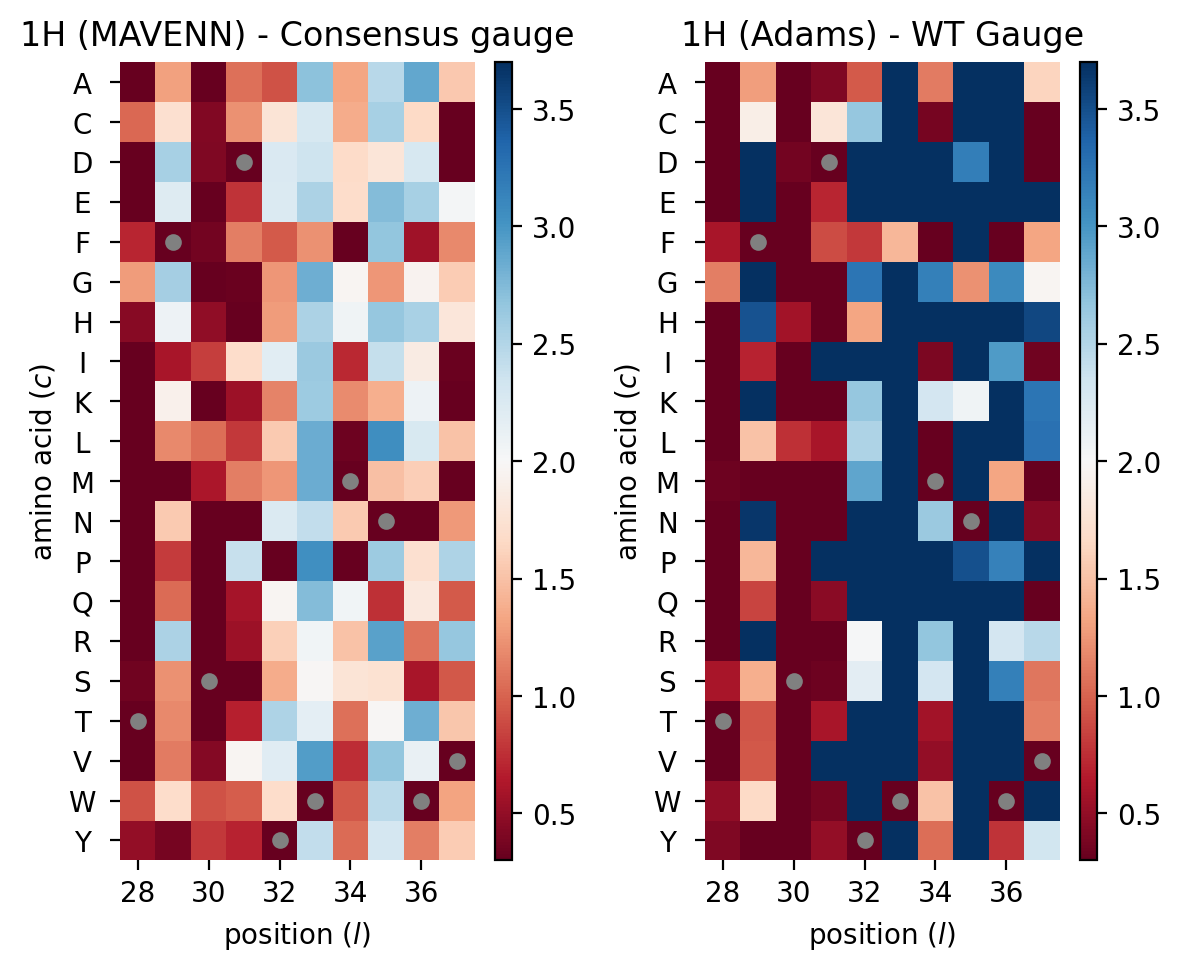 1H (MAVENN) - Consensus gauge
A
C
D
E
F
G
H
I
K
L
M
N
P
Q
R
S
T
V
W
Y
amino acid (c)
28 30 32 34 36
position (l)
3.5
3.0
2.5
2.0
1.5
1.0
0.5
1H (Adams) - WT Gauge
A
C
D
E
F
G
H
I
K
L
M
N
P
Q
R
S
T
V
W
Y
amino acid (c)
28 30 32 34 36
position (l)
3.5
3.0
2.5
2.0
1.5
1.0
0.5